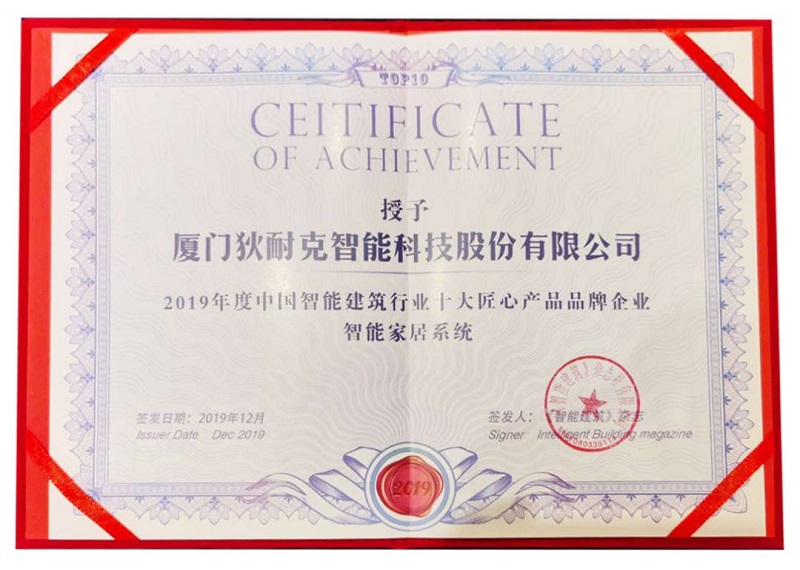 TOP10
CEITIFICATE
OF ACHIEVEMENT
授予
厦门狄耐克智能科技股份有限公司
2019年度中国智能建筑行业十大匠心产品品牌企业
智能家居系统
签发日期：2019年12月
签发人：《智能建筑》杂志
Issuer Date Dec 2019
Signer Intelligent Building magazine
2019